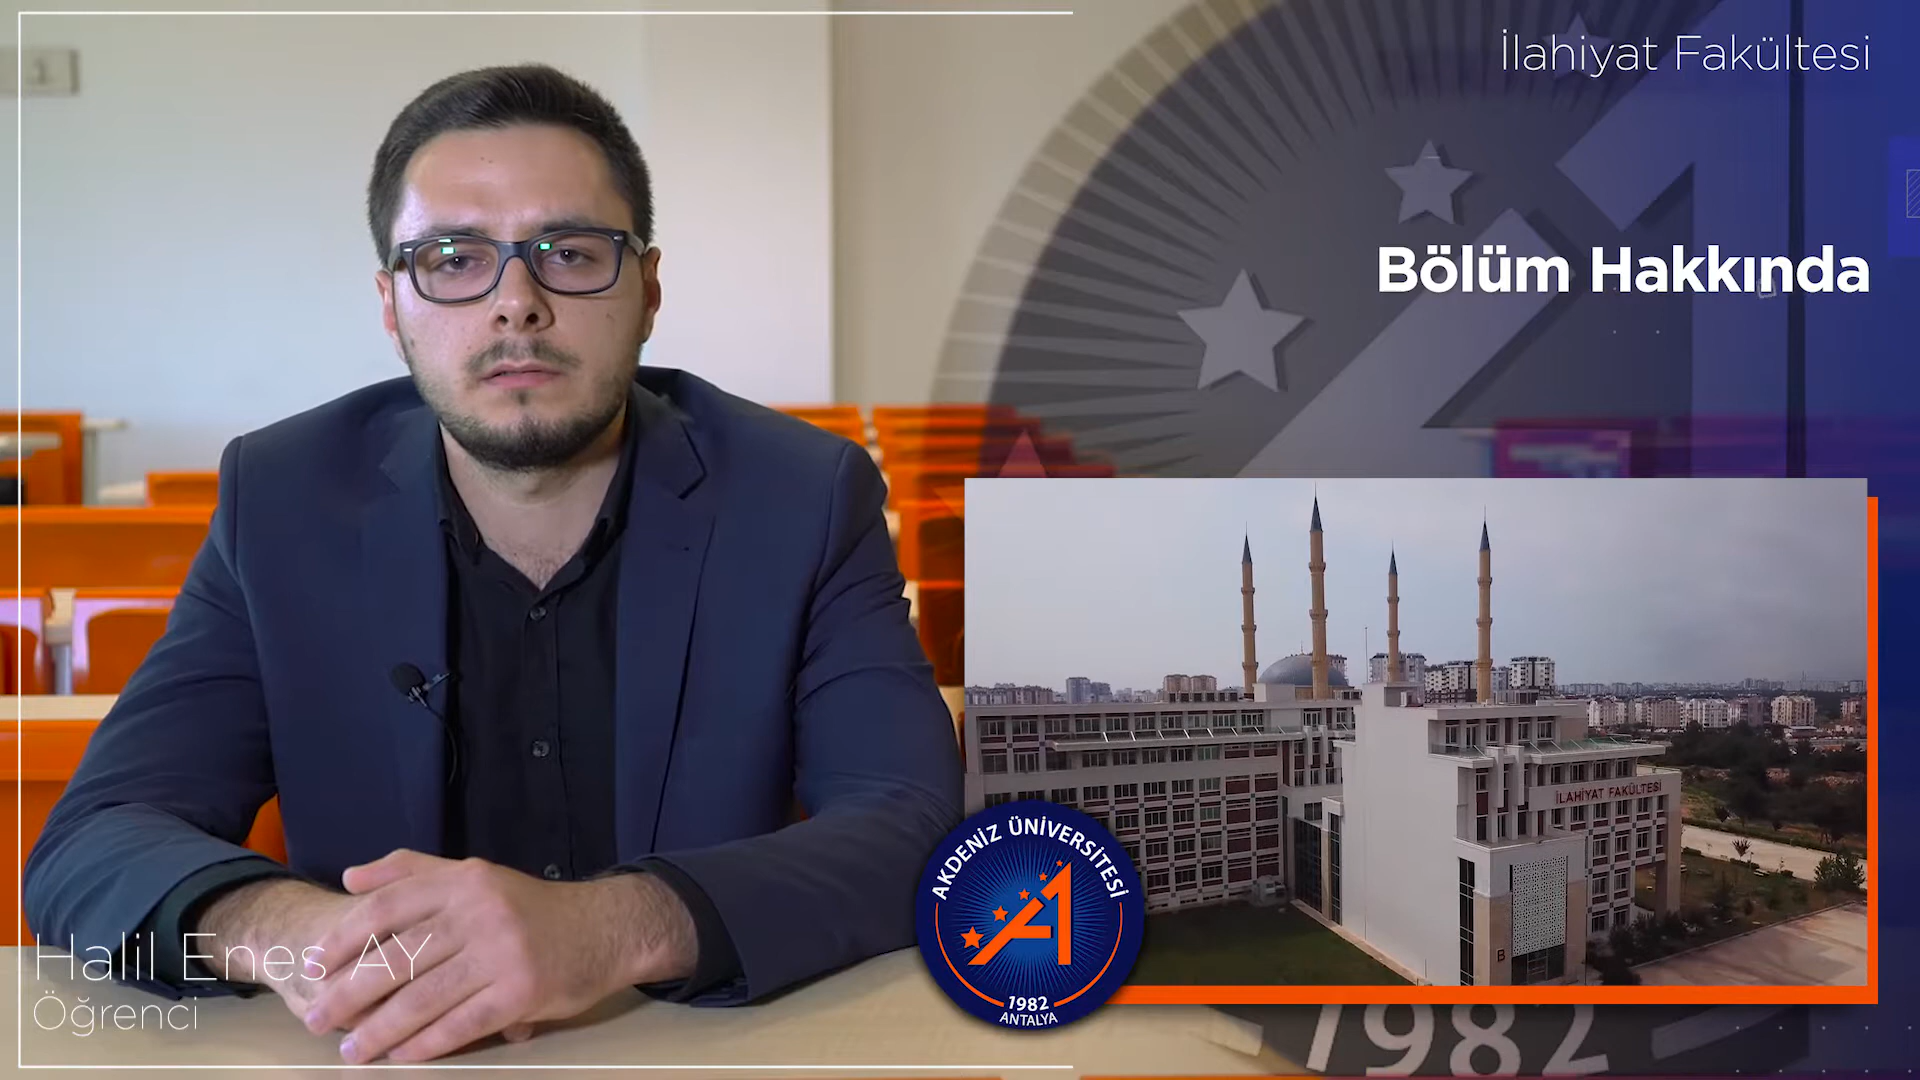 İlahiyat Fakültesi
Bölüm Hakkında
İLAHİYAT FAKÜLTESİ
B
AKDENİZ ÜNİVERSİTESİ
1982
ANTALYA
Halil Enes AY
Öğrenci
1982